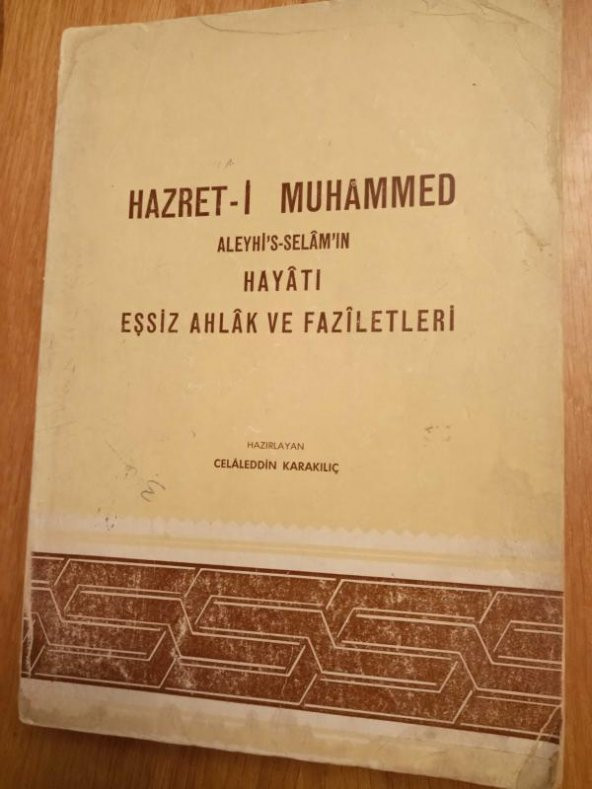 HAZRET-İ MUHAMMED
ALEYHİ'S-SELÂM'IN
HAYÂTI
EŞSİZ AHLÂK VE FAZÎLETLERİ
HAZIRLAYAN
CELÂLEDDİN KARAKILIÇ